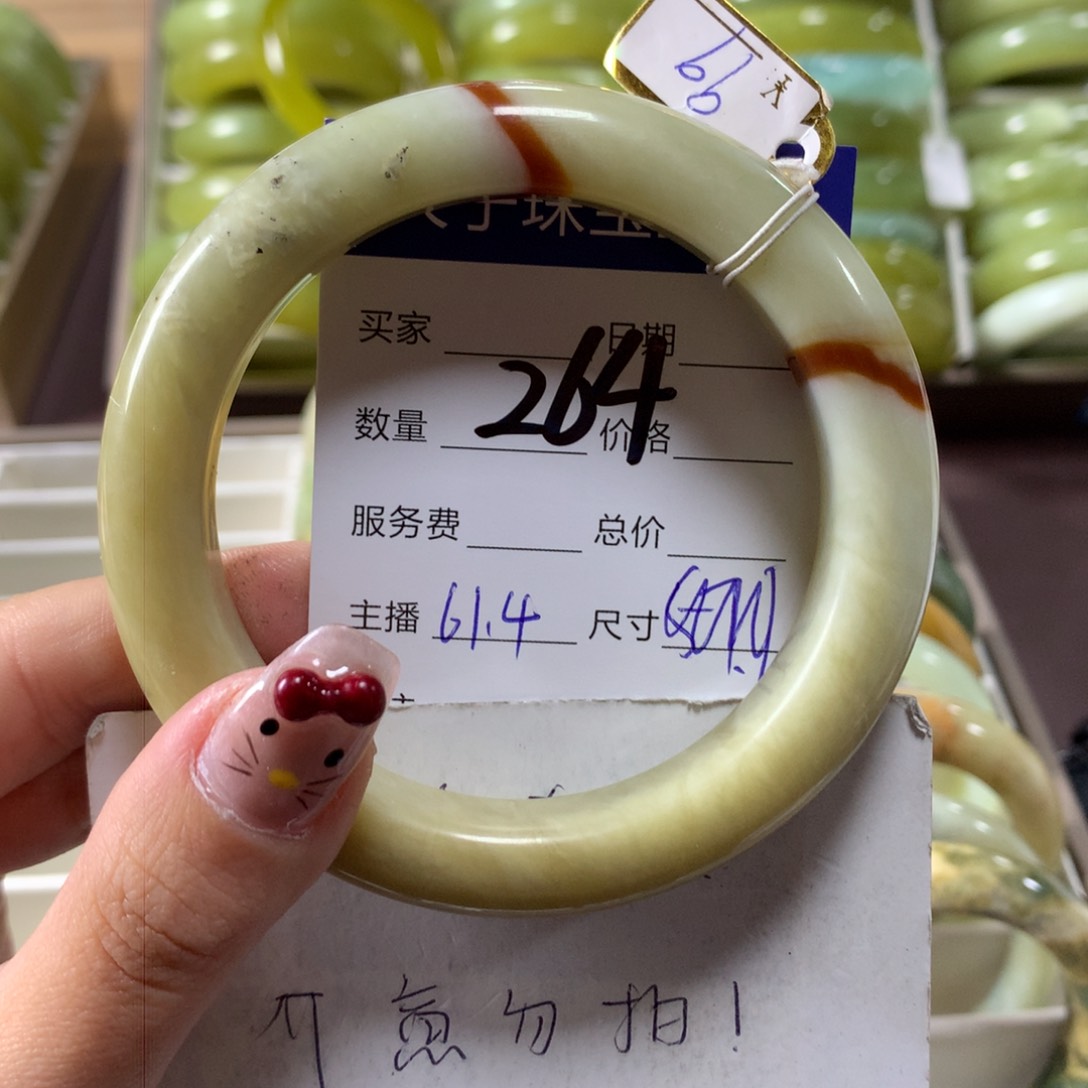 买家 日期
264
数量 价格
服务费 总价
主播 61.4 尺寸
勿拍！